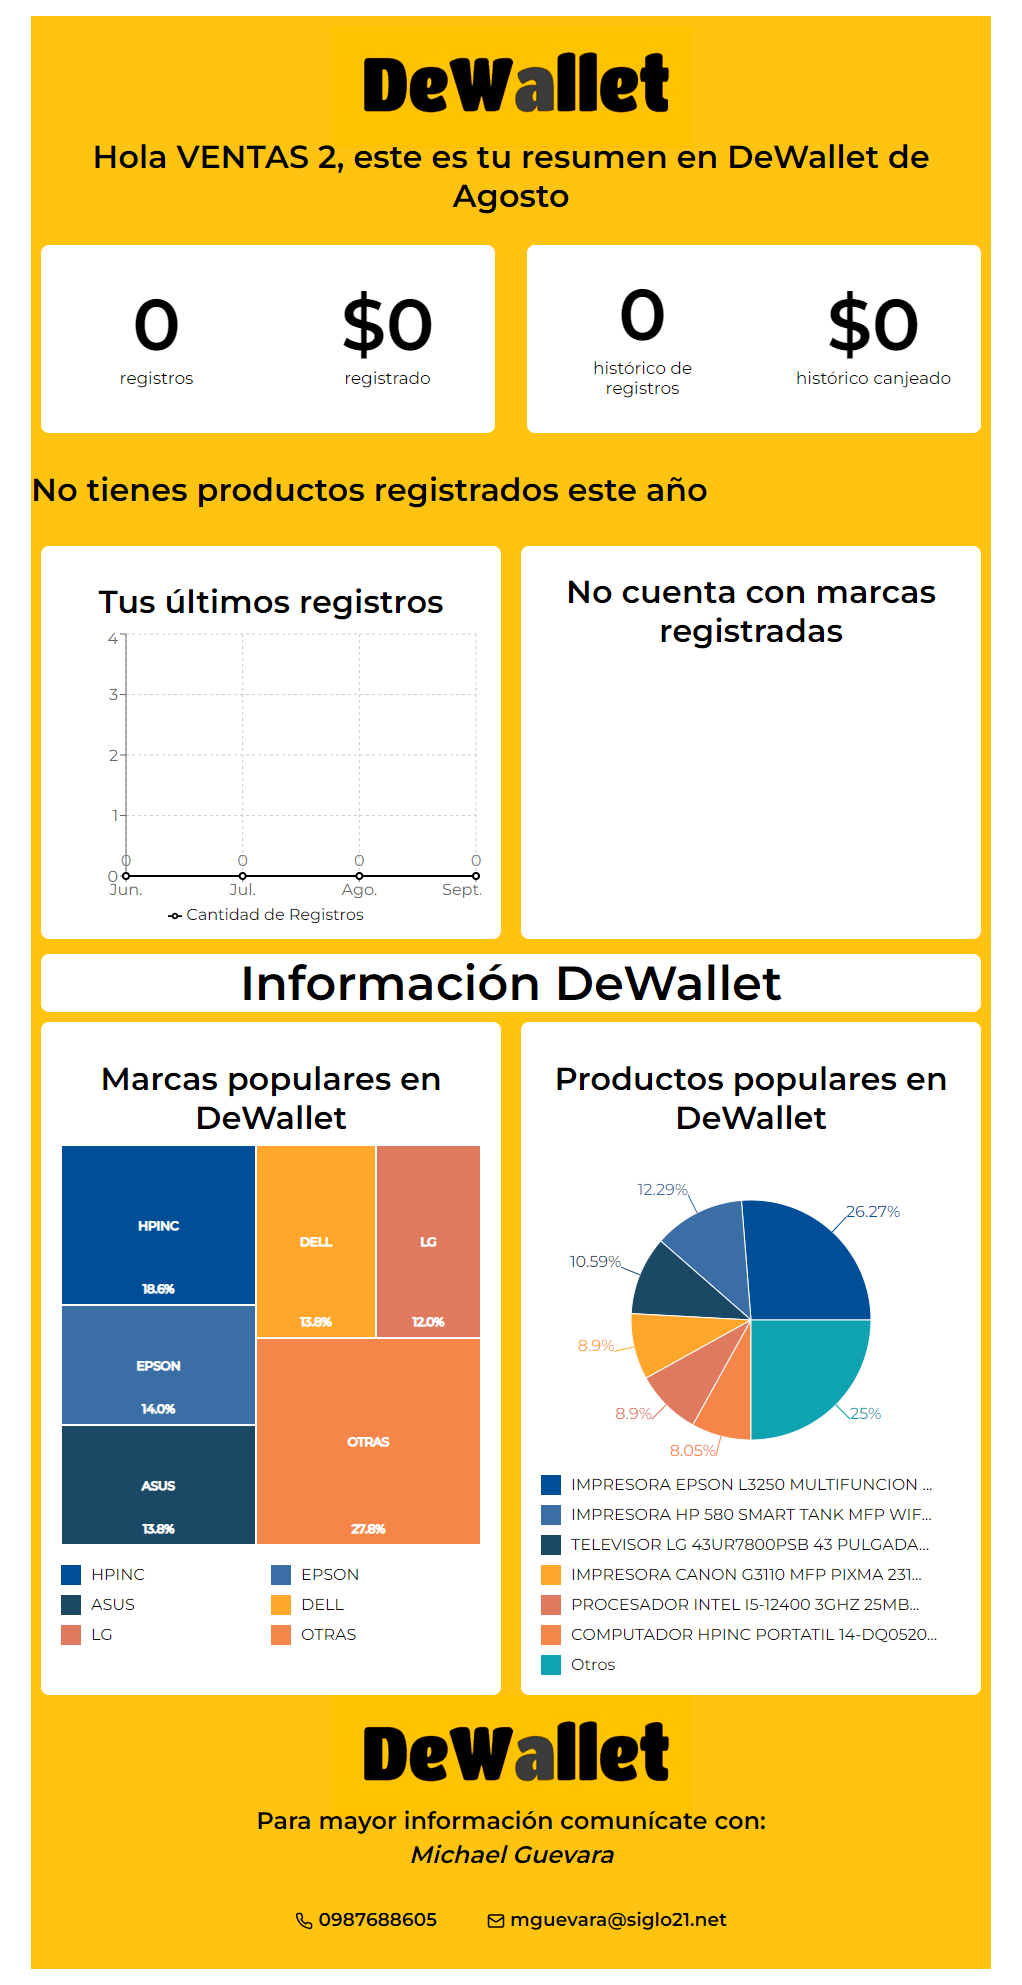 DeWallet
Hola VENTAS 2, este es tu resumen en DeWallet de
Agosto
0
registros
$0
registrado
0
histórico de
registros
$0
histórico canjeado
No tienes productos registrados este año
Tus últimos registros
4
3
2
1
0
0 0 0 0
Jun. Jul. Ago. Sept.
Cantidad de Registros
No cuenta con marcas
registradas
Información DeWallet
Marcas populares en
DeWallet
HPINC
18.6%
EPSON
14.0%
ASUS
13.8%
DELL
13.8%
LG
12.0%
OTRAS
27.8%
HPINC
EPSON
ASUS
DELL
LG
OTRAS
Productos populares en
DeWallet
12.29%
26.27%
10.59%
8.9%
8.9%
8.05%
25%
IMPRESORA EPSON L3250 MULTIFUNCION ...
IMPRESORA HP 580 SMART TANK MFP WIF...
TELEVISOR LG 43UR7800PSB 43 PULGADA...
IMPRESORA CANON G3110 MFP PIXMA 231...
PROCESADOR INTEL I5-12400 3GHZ 25MB...
COMPUTADOR HPINC PORTATIL 14-DQ0520...
Otros
DeWallet
Para mayor información comunícate con:
Michael Guevara
0987688605 mguevara@siglo21.net